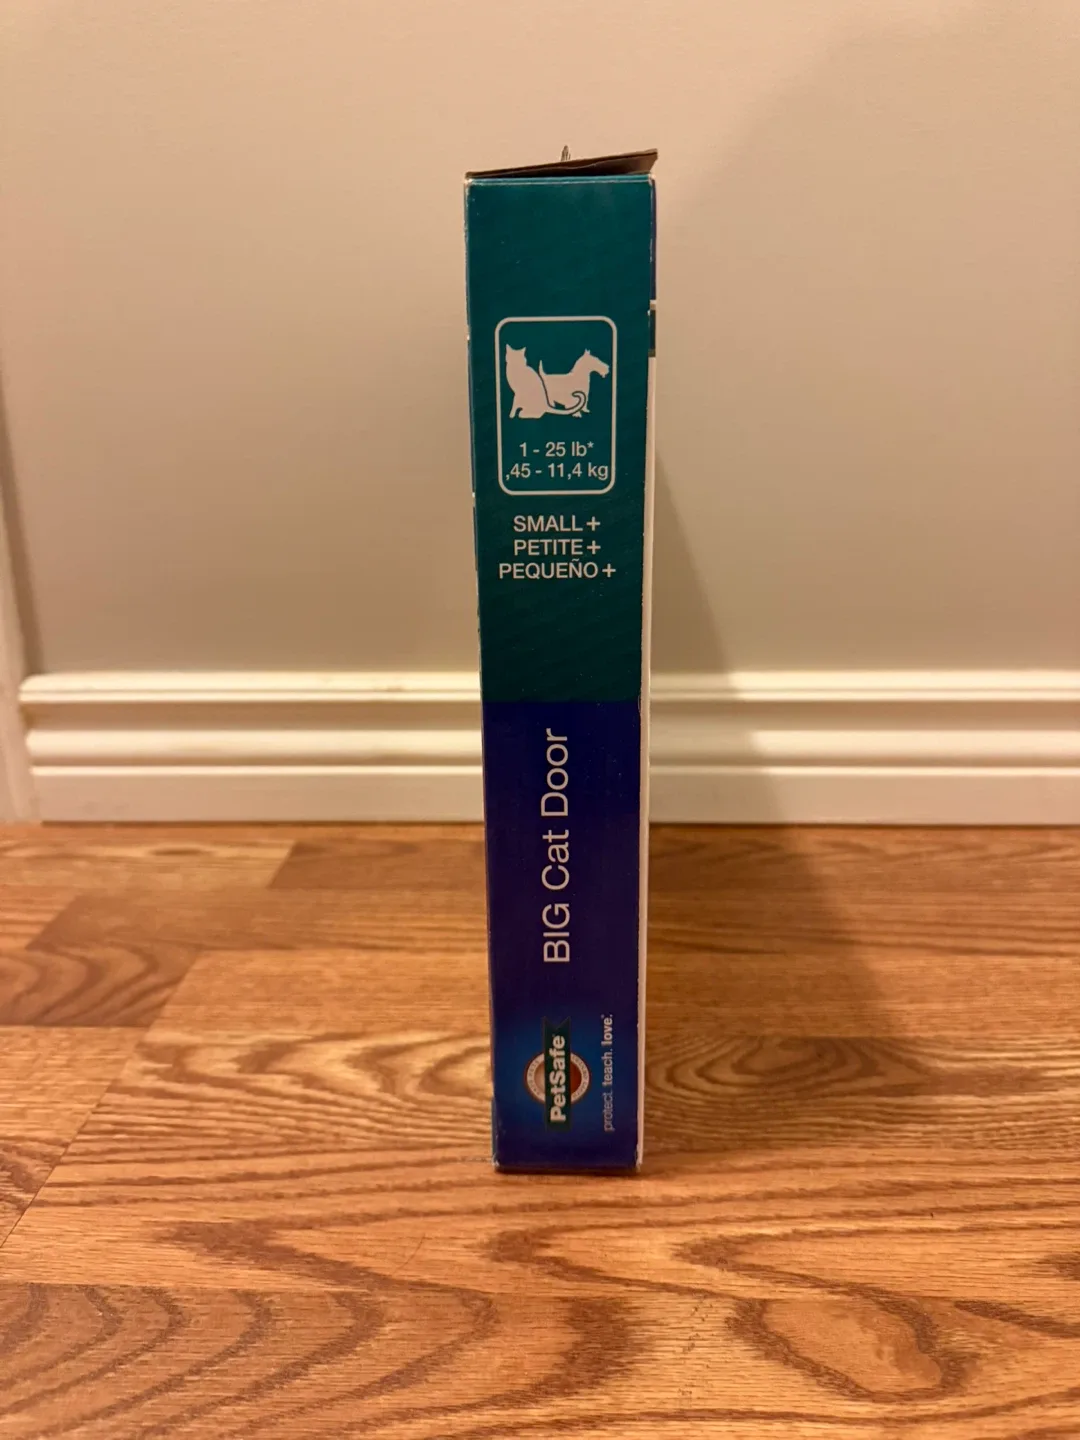 1 - 25 lb*
,45 - 11,4 kg
SMALL+
PETITE+
PEQUEÑO+
BIG Cat Door
PetSafe®
protect. teach. love.